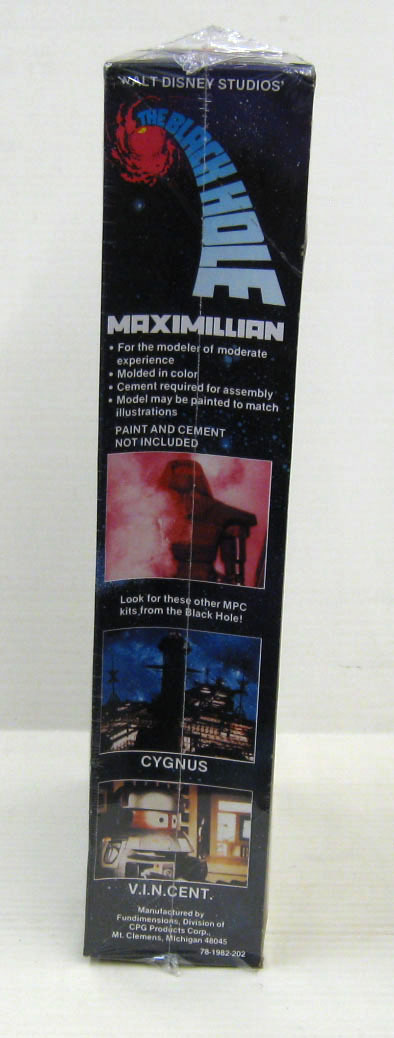 WALT DISNEY STUDIOS'
THE BLACK HOLE
MAXIMILLIAN
• For the modeler of moderate
experience
• Molded in color
• Cement required for assembly
• Model may be painted to match
illustrations
PAINT AND CEMENT
NOT INCLUDED
Look for these other MPC
kits from the Black Hole!
CYGNUS
V.I.N.CENT.
Manufactured by
Fundimensions, Division of
CPG Products Corp.,
Mt. Clemens, Michigan 48045
78-1982-202